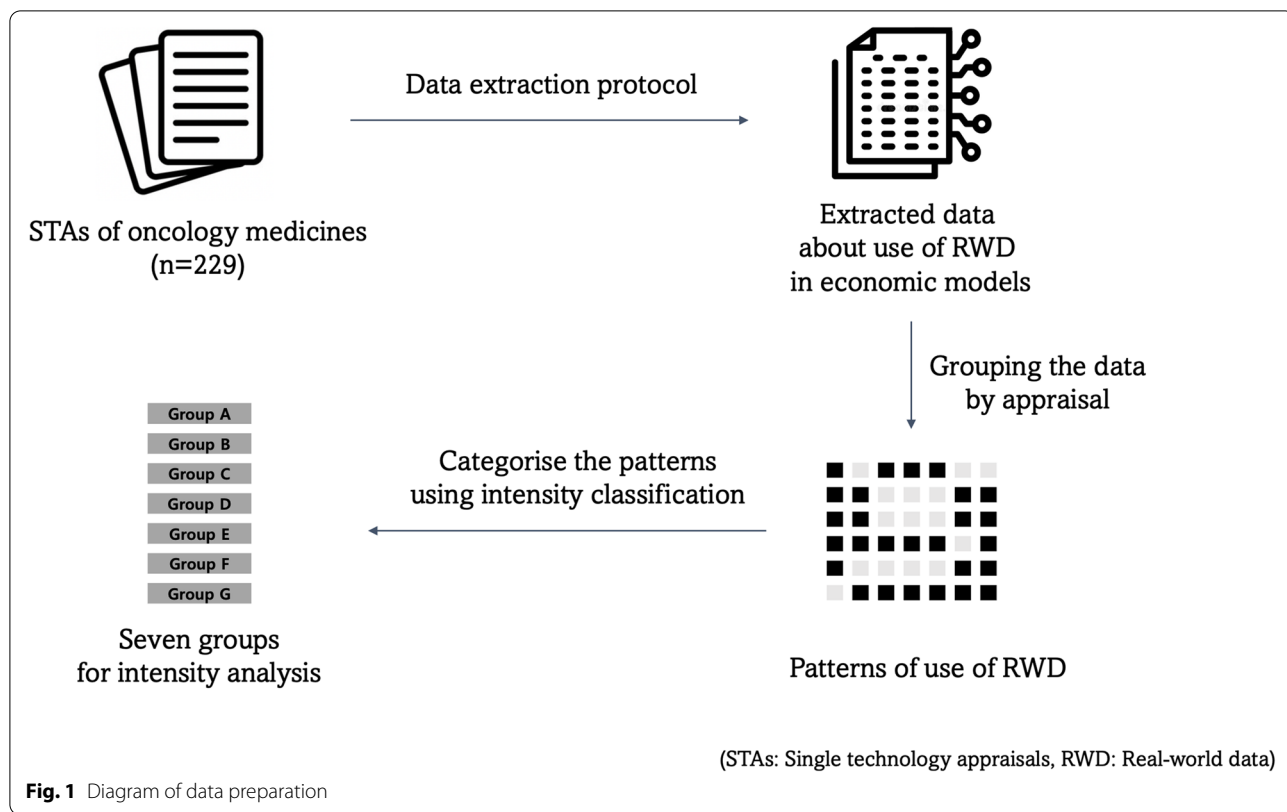 STAs of oncology medicines
(n=229)
Data extraction protocol
Extracted data
about use of RWD
in economic models
Grouping the data
by appraisal
Patterns of use of RWD
Categorise the patterns
using intensity classification
Group A
Group B
Group C
Group D
Group E
Group F
Group G
Seven groups
for intensity analysis
(STAs: Single technology appraisals, RWD: Real-world data)
Fig. 1 Diagram of data preparation